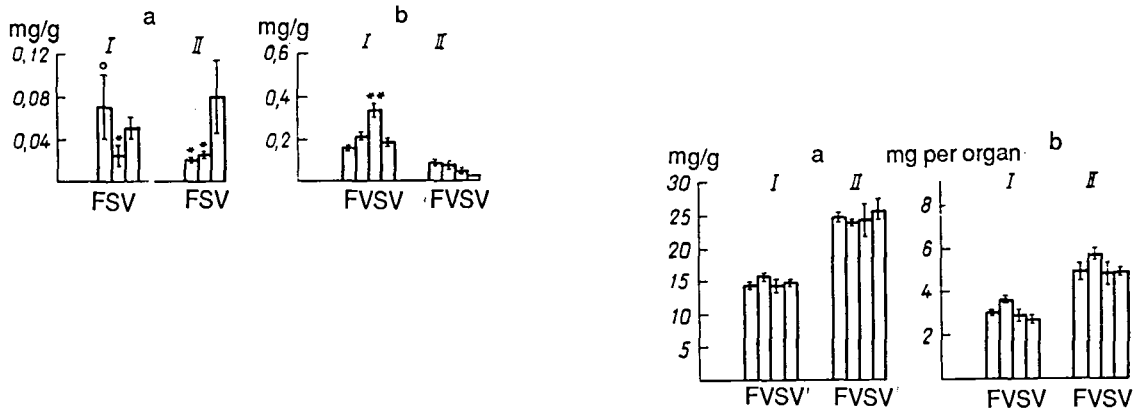 a
mg/g
I II
0,12
0,08
0,04
FSV FSV
b
mg/g
I II
0,6
0,4
0,2
FVSV FVSV
a
mg/g
I II
30
25
20
15
10
5
FVSV' FVSV'
b
mg per organ
I II
8
6
4
2
FVSV FVSV